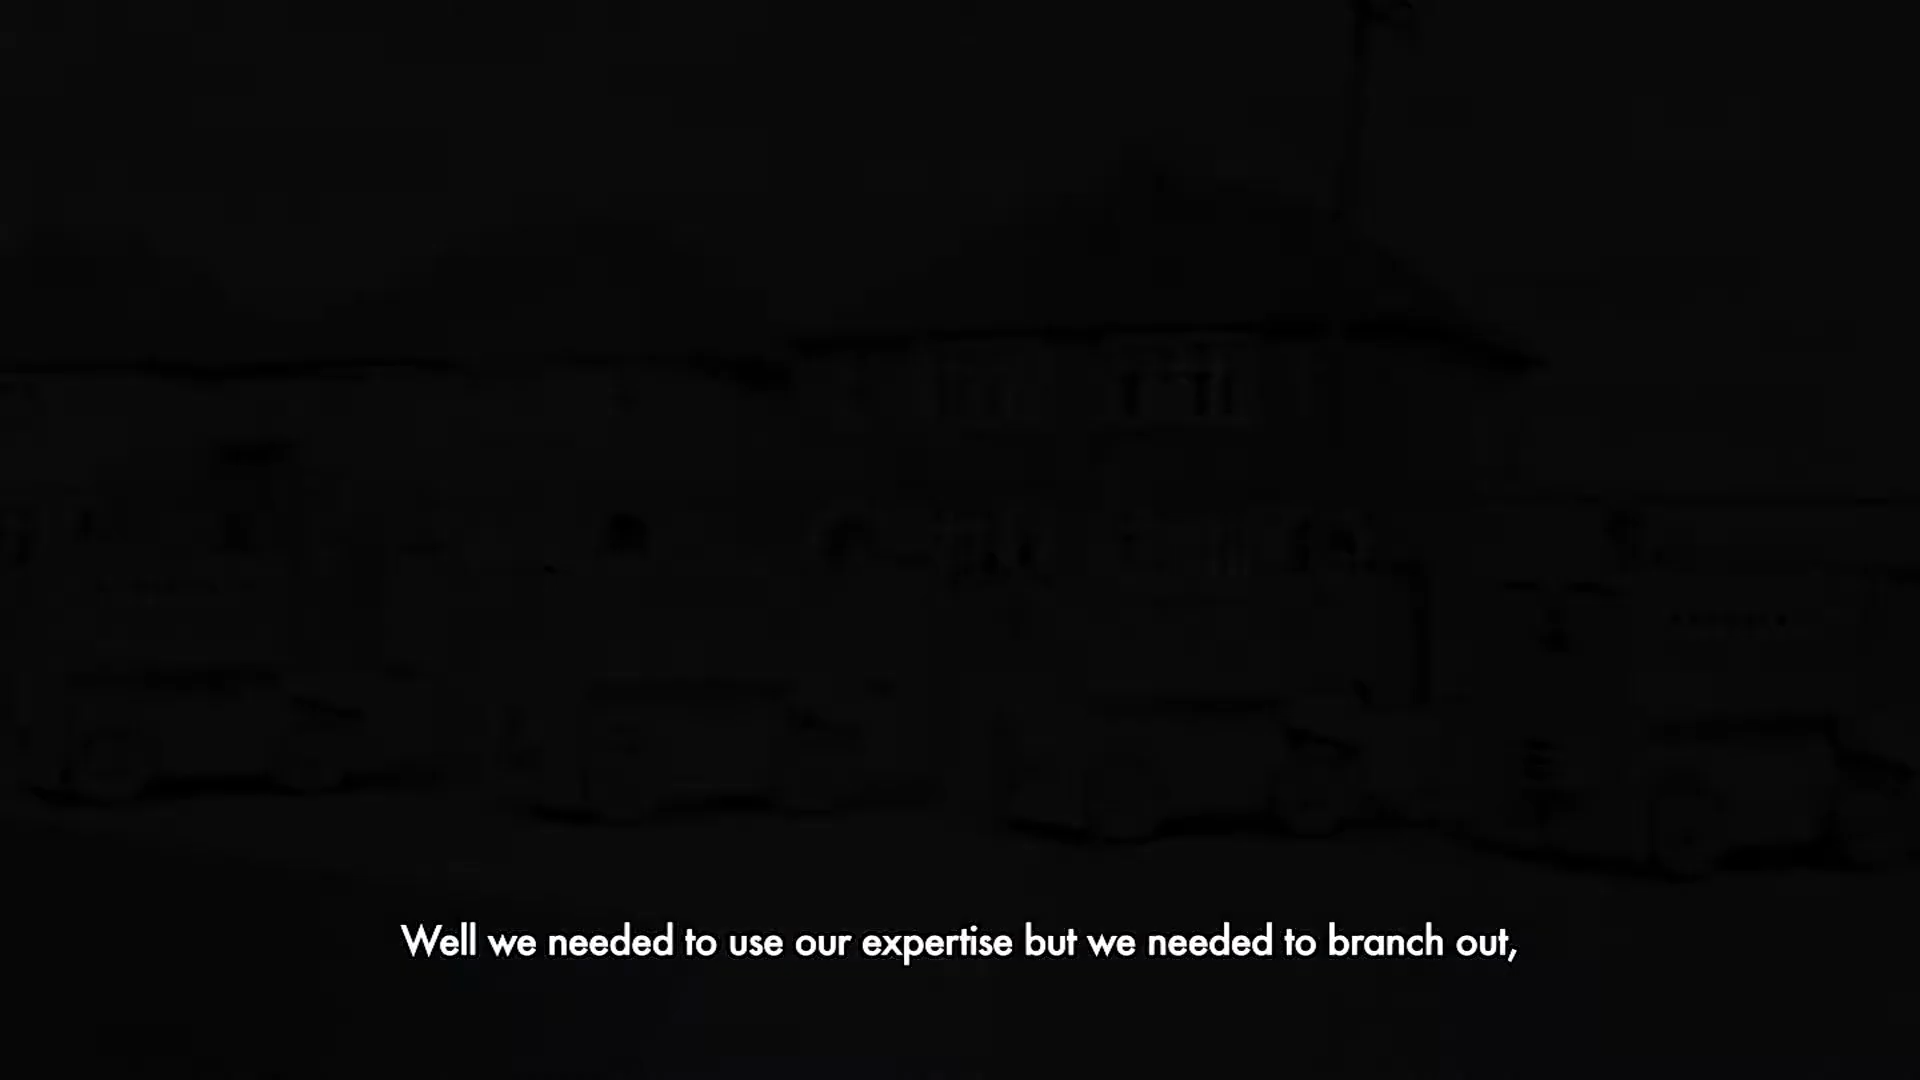 Well we needed to use our expertise but we needed to branch out,